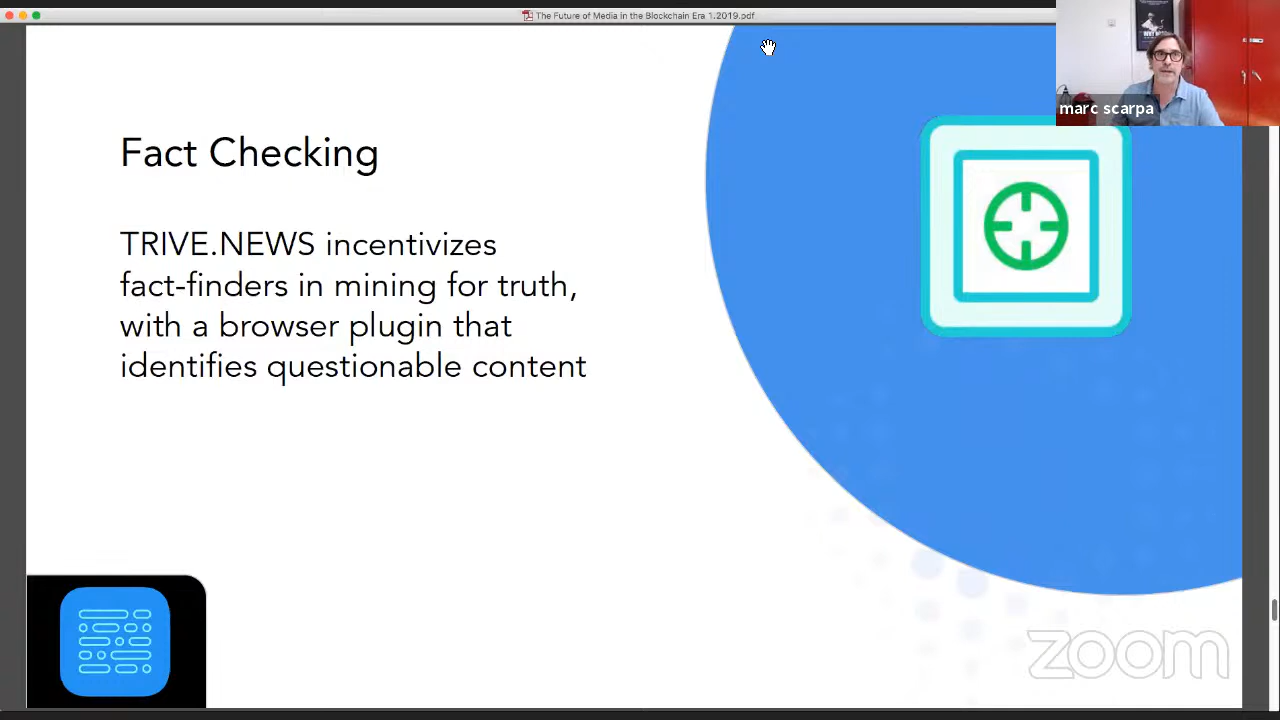 The Future of Media in the Blockchain Era 1.2019.pdf
marc scarpa
Fact Checking
TRIVE.NEWS incentivizes
fact-finders in mining for truth,
with a browser plugin that
identifies questionable content
zoom